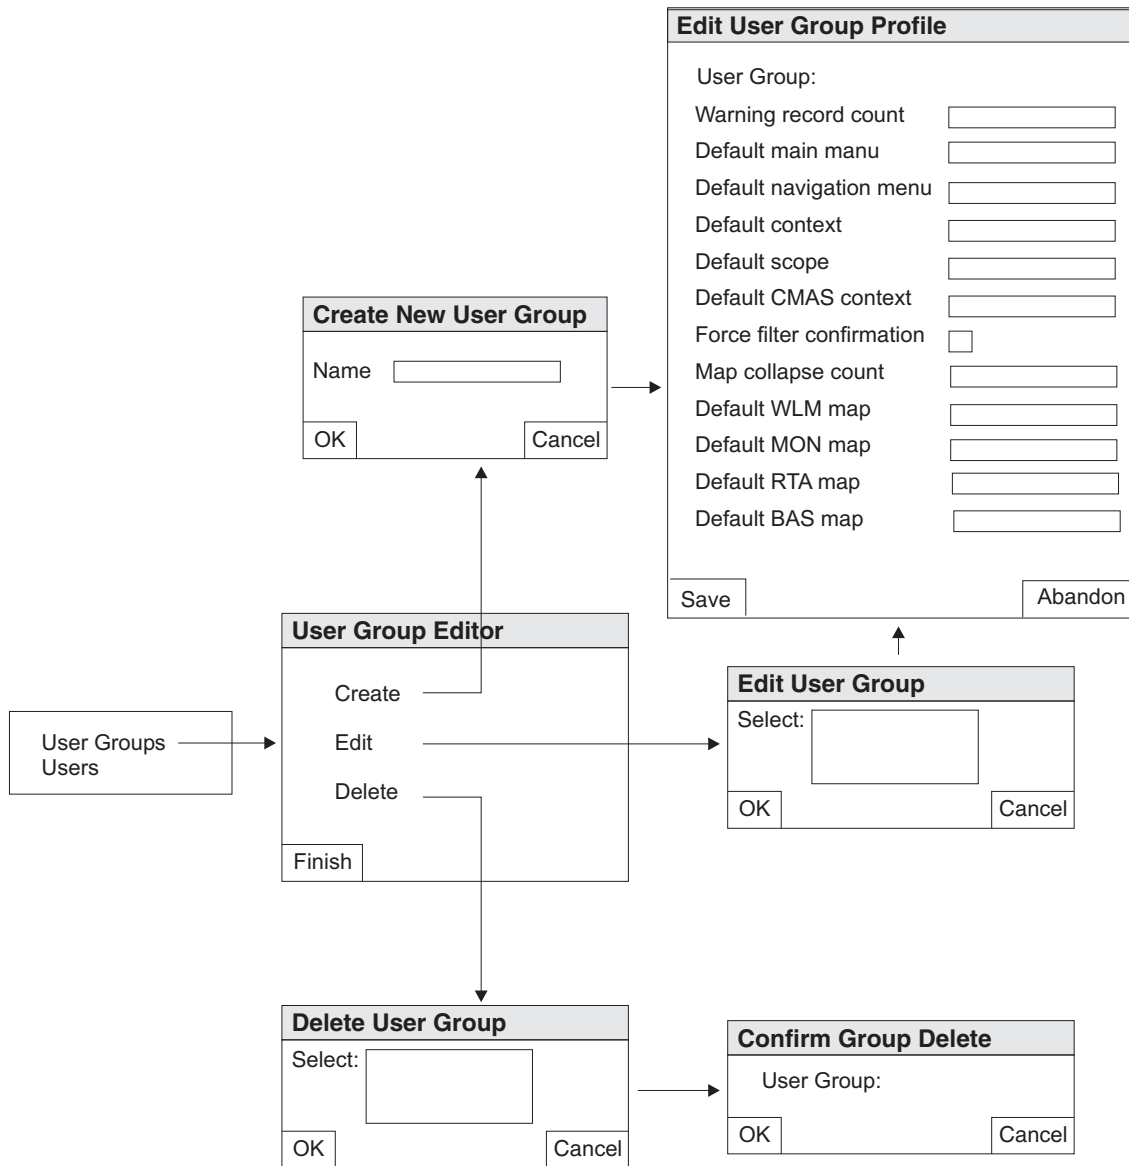 Edit User Group Profile
User Group:
Warning record count
Default main manu
Default navigation menu
Default context
Default scope
Default CMAS context
Force filter confirmation
Map collapse count
Default WLM map
Default MON map
Default RTA map
Default BAS map
Save
Abandon
Create New User Group
Name
OK
Cancel
User Group Editor
Create
Edit
Delete
Finish
User Groups
Users
Edit User Group
Select:
OK
Cancel
Delete User Group
Select:
OK
Cancel
Confirm Group Delete
User Group:
OK
Cancel